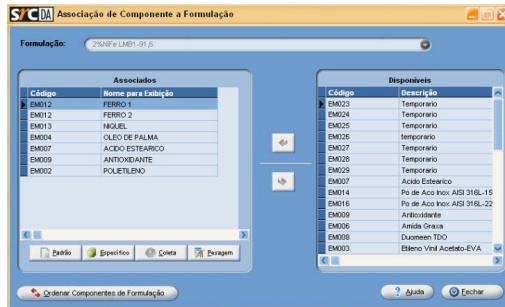 SICDA Associação de Componente a Formulação
Formulação: 2%NiFe LMB1-91,6
Associados
Código Nome para Exibição
EM012 FERRO 1
EM012 FERRO 2
EM013 NIQUEL
EM004 OLEO DE PALMA
EM007 ACIDO ESTEARICO
EM009 ANTIOXIDANTE
EM002 POLIETILENO
Padrão Específico Coleta Pesagem
Disponíveis
Código Descrição
EM023 Temporario
EM024 Temporario
EM025 Temporario
EM026 temporario
EM027 Temporario
EM028 Temporario
EM029 Temporario
EM007 Acido Estearico
EM014 Po de Aco Inox AISI 316L-15
EM016 Po de Aco Inox AISI 316L-22
EM009 Antioxidante
EM006 Amida Graxa
EM008 Duomeen TDO
EM003 Etileno Vinil Acetato-EVA
Ordenar Componentes de Formulação
Ajuda Fechar